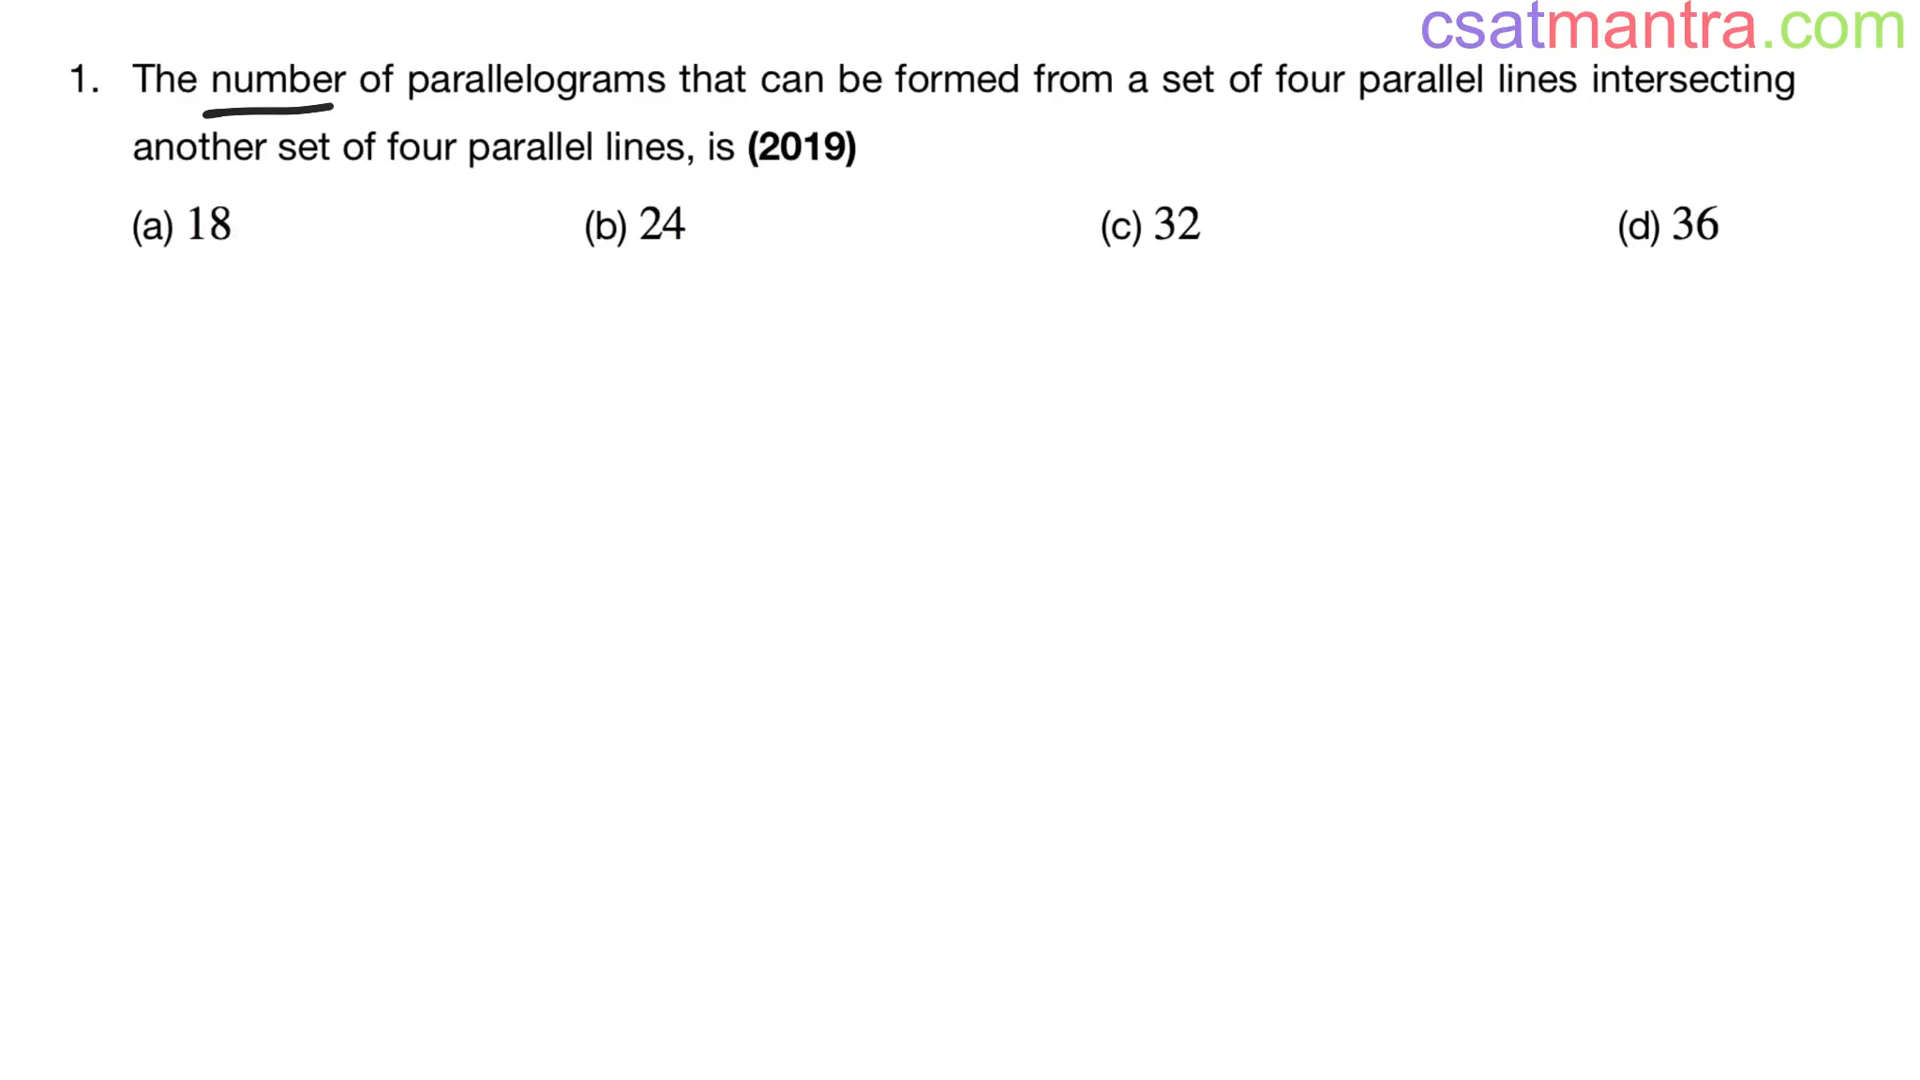 csatmantra.com
1. The number of parallelograms that can be formed from a set of four parallel lines intersecting
another set of four parallel lines, is (2019)
(a) 18 (b) 24 (c) 32 (d) 36